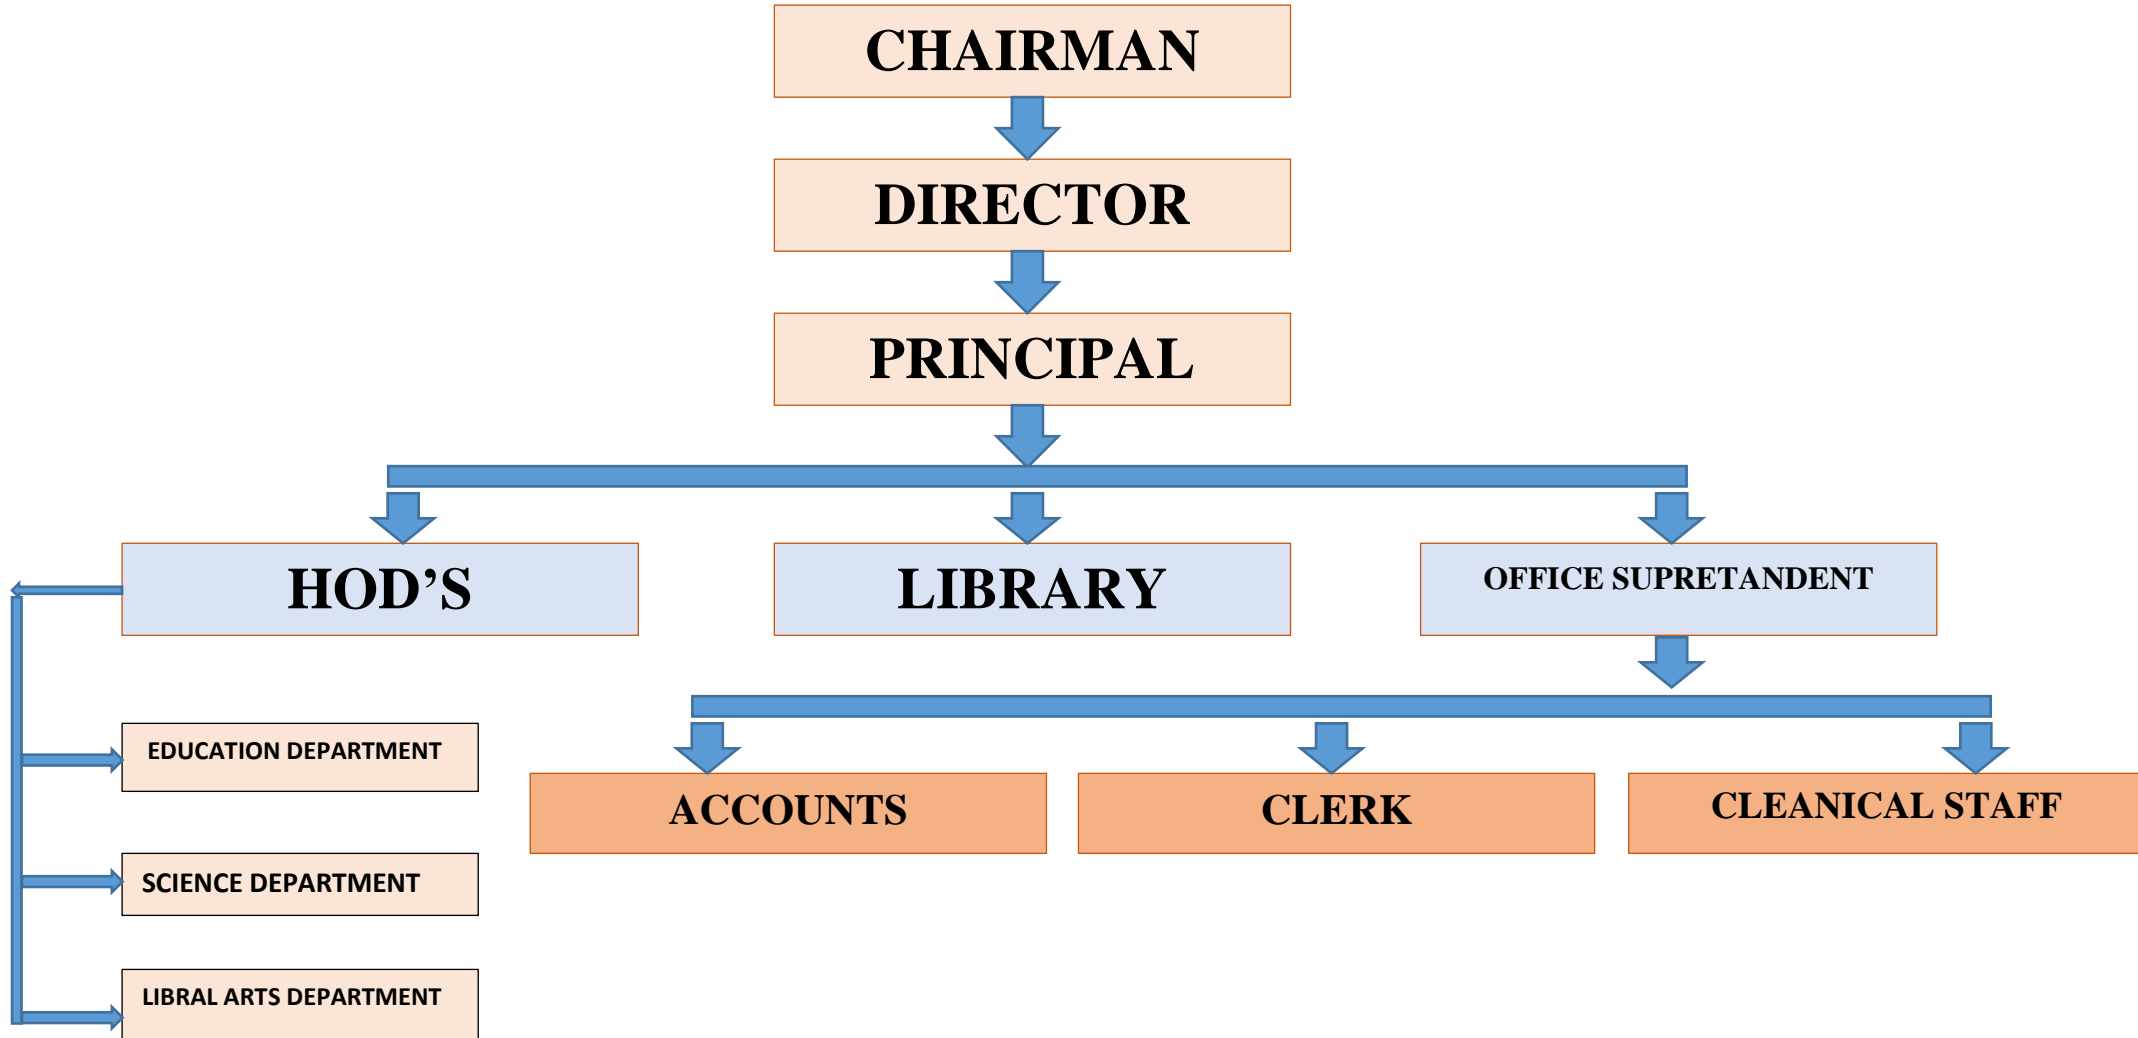 CHAIRMAN
DIRECTOR
PRINCIPAL
HOD’S
LIBRARY
OFFICE SUPRETANDENT
EDUCATION DEPARTMENT
SCIENCE DEPARTMENT
LIBRAL ARTS DEPARTMENT
ACCOUNTS
CLERK
CLEANICAL STAFF